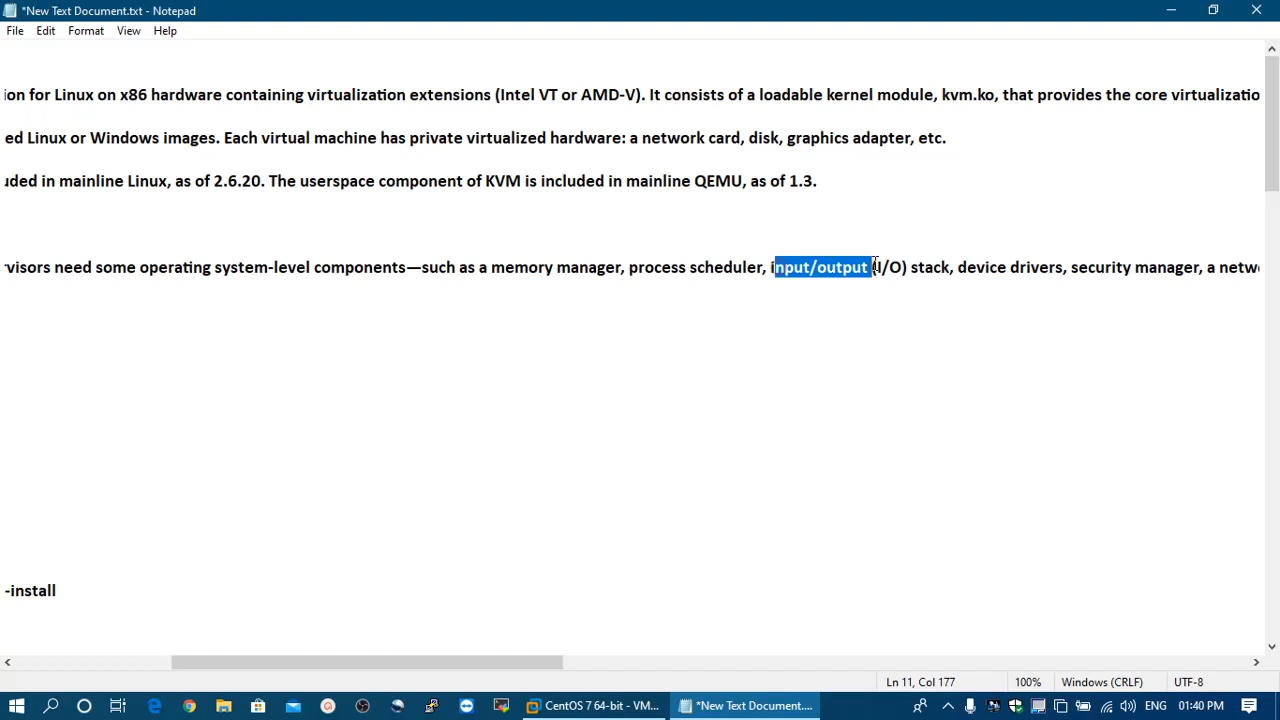 *New Text Document.txt - Notepad
File Edit Format View Help
ion for Linux on x86 hardware containing virtualization extensions (Intel VT or AMD-V). It consists of a loadable kernel module, kvm.ko, that provides the core virtualizatio
ed Linux or Windows images. Each virtual machine has private virtualized hardware: a network card, disk, graphics adapter, etc.
uded in mainline Linux, as of 2.6.20. The userspace component of KVM is included in mainline QEMU, as of 1.3.
rvisors need some operating system-level components—such as a memory manager, process scheduler, input/output (I/O) stack, device drivers, security manager, a netw
-install
Ln 11, Col 177 100% Windows (CRLF) UTF-8
CentOS 7 64-bit - VM... *New Text Document.... ENG 01:40 PM